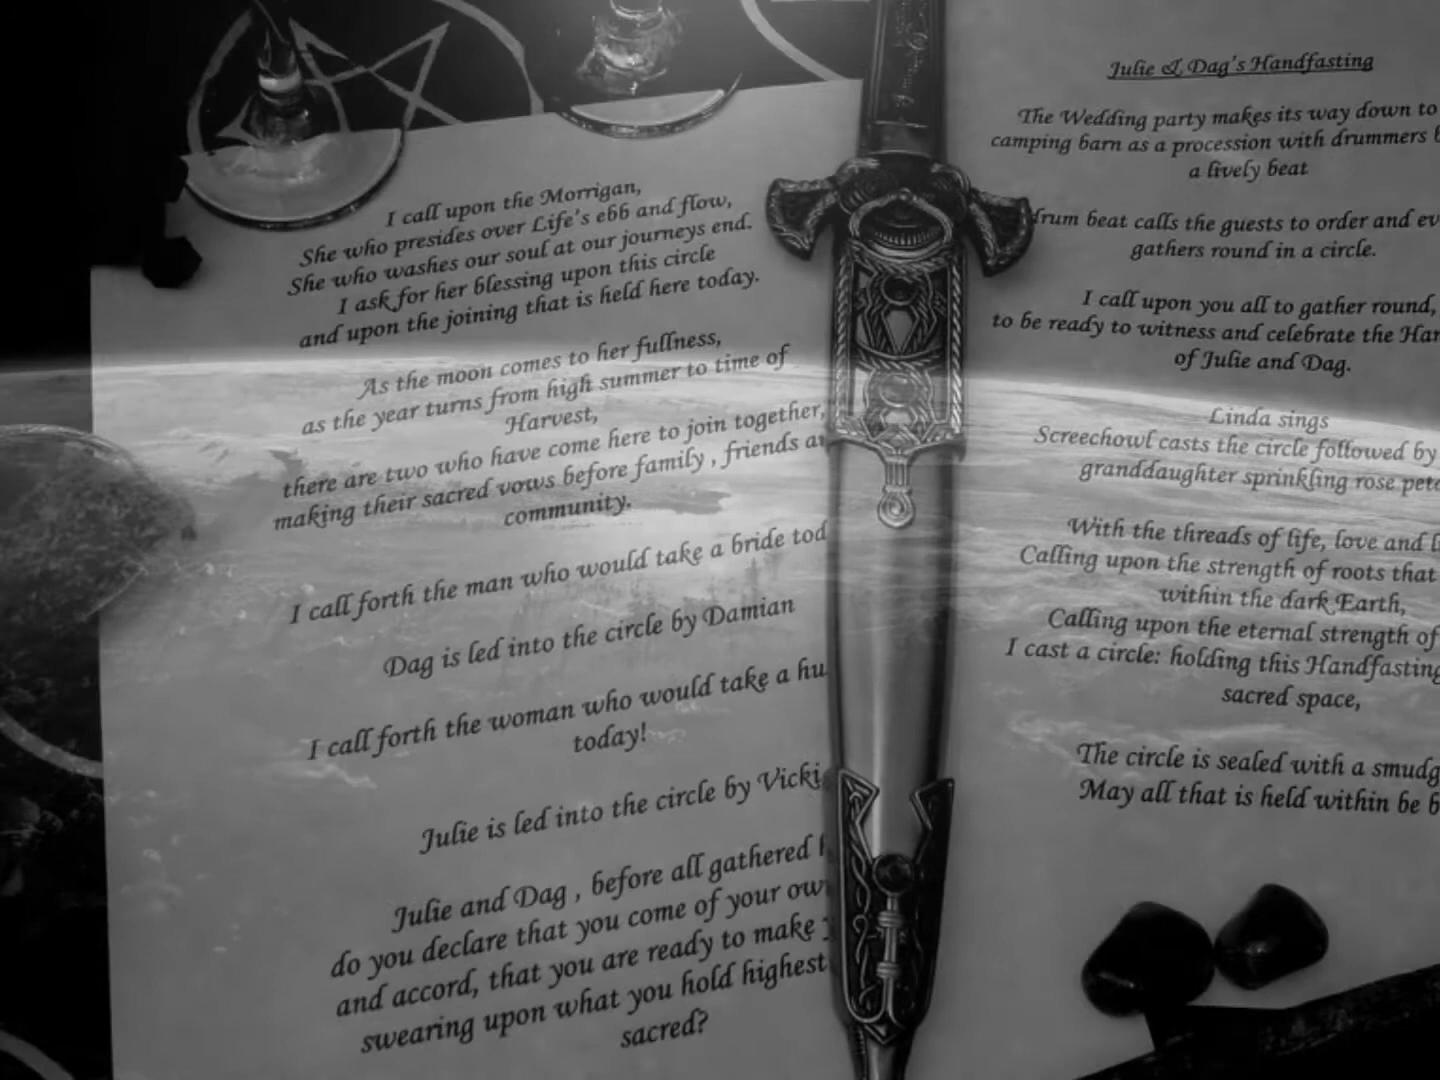 I call upon the Morrigan,
She who presides over Life's ebb and flow,
She who washes our soul at our journeys end.
I ask for her blessing upon this circle
and upon the joining that is held here today.
As the moon comes to her fullness,
as the year turns from high summer to time of
Harvest,
there are two who have come here to join together,
making their sacred vows before family , friends
community.
I call forth the man who would take a bride
Dag is led into the circle by Damian
I call forth the woman who would take a
today!
Julie is led into the circle by Vicki
Julie and Dag , before all gathered
do you declare that you come of your
and accord, that you are ready to make
swearing upon what you hold highest
sacred?
Julie & Dag's Handfasting
The Wedding party makes its way down to
camping barn as a procession with drummers
a lively beat
drum beat calls the guests to order and
gathers round in a circle.
I call upon you all to gather round,
to be ready to witness and celebrate the
of Julie and Dag.
Linda sings
Screechowl casts the circle followed by
granddaughter sprinkling rose
With the threads of life, love and
Calling upon the strength of roots that
within the dark Earth,
Calling upon the eternal strength of
I cast a circle: holding this Handfasting
sacred space,
The circle is sealed with a
May all that is held within be